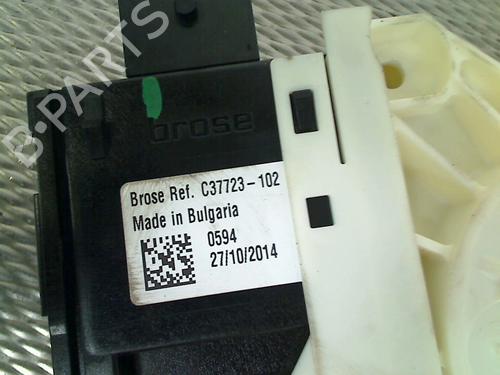 B-PARTS
brose
Brose Ref. C37723-102
Made in Bulgaria
0594
27/10/2014